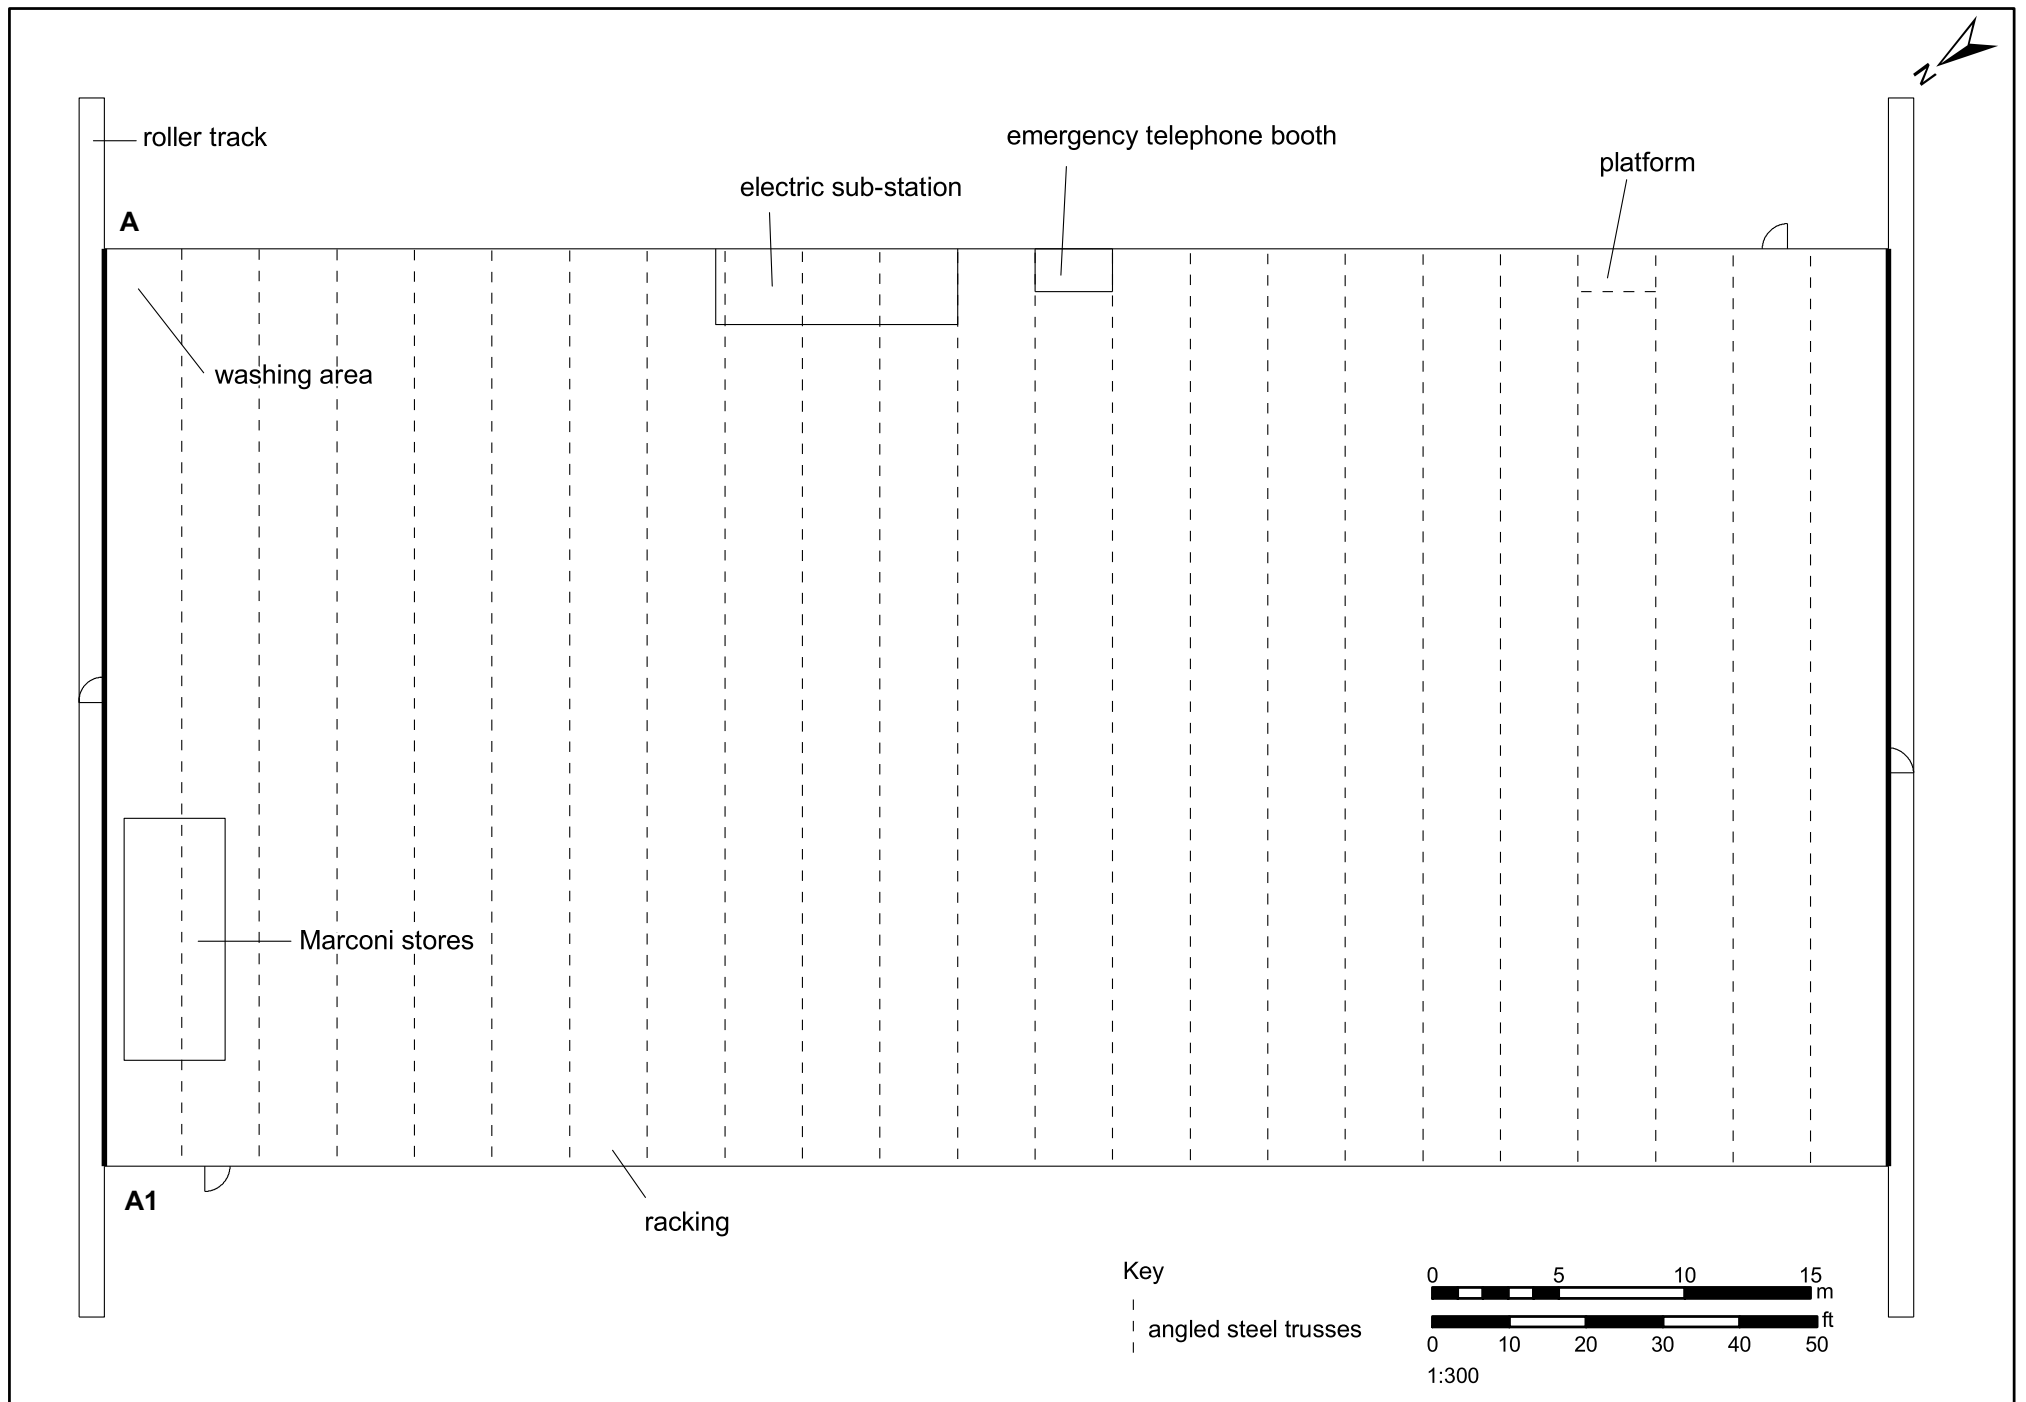 N
roller track
emergency telephone booth
platform
electric sub-station
A
washing area
Marconi stores
A1
racking
Key
angled steel trusses
0 5 10 15
m
ft
0 10 20 30 40 50
1:300